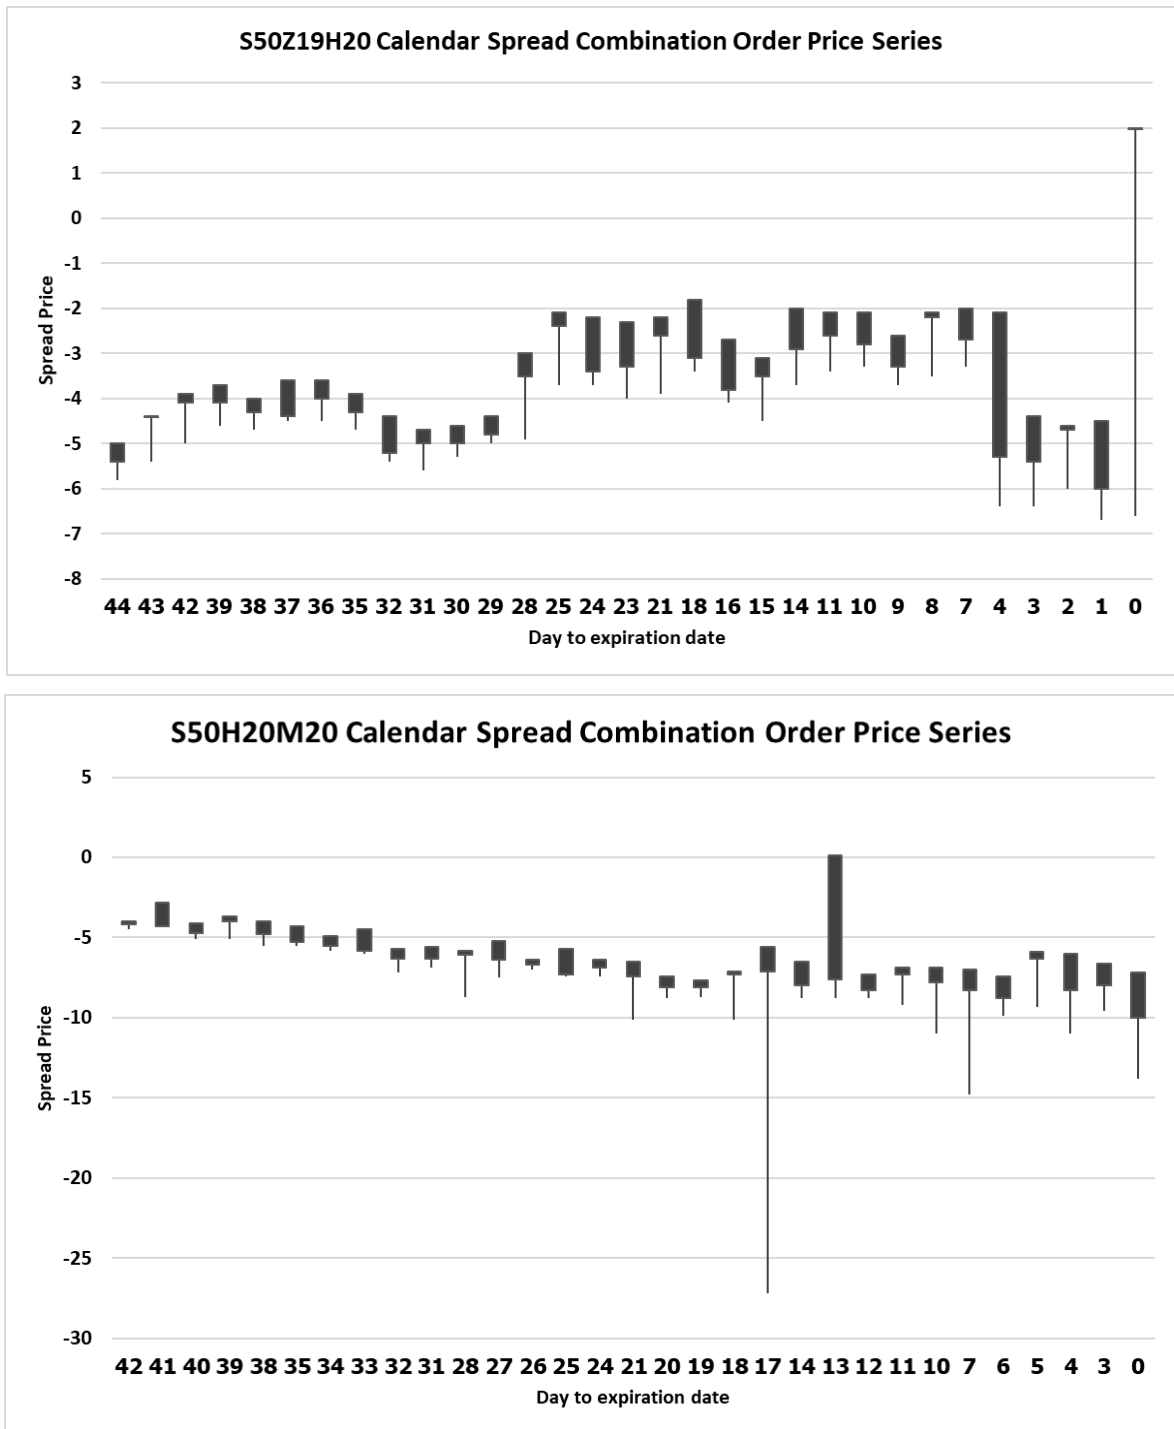 S50Z19H20 Calendar Spread Combination Order Price Series
3
2
1
0
-1
-2
-3
-4
-5
-6
-7
-8
Spread Price
44 43 42 39 38 37 36 35 32 31 30 29 28 25 24 23 21 18 16 15 14 11 10 9 8 7 4 3 2 1 0
Day to expiration date
S50H20M20 Calendar Spread Combination Order Price Series
5
0
-5
-10
-15
-20
-25
-30
Spread Price
42 41 40 39 38 35 34 33 32 31 28 27 26 25 24 21 20 19 18 17 14 13 12 11 10 7 6 5 4 3 0
Day to expiration date